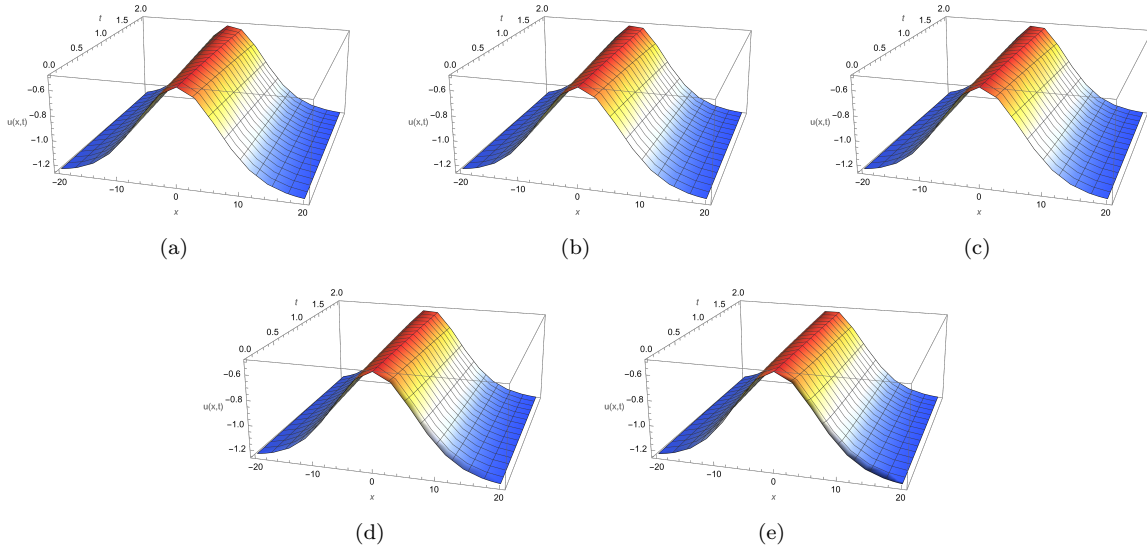 2.0 2.0 2.0
t t t
1.5 1.5 1.5
1.0 1.0 1.0
0.5 0.5 0.5
0.0 0.0 0.0
−0.6 −0.6 −0.6
−0.8 −0.8 −0.8
u(x,t) u(x,t) u(x,t)
−1.0 −1.0 −1.0
−1.2 −1.2 −1.2
−20 −20 −20
−10 −10 −10
0 0 0
10 10 10
x x x
20 20 20
(a) (b) (c)
2.0 2.0
t t
1.5 1.5
1.0 1.0
0.5 0.5
0.0 0.0
−0.6 −0.6
−0.8 −0.8
u(x,t) u(x,t)
−1.0 −1.0
−1.2 −1.2
−20 −20
−10 −10
0 0
10 10
x x
20 20
(d) (e)